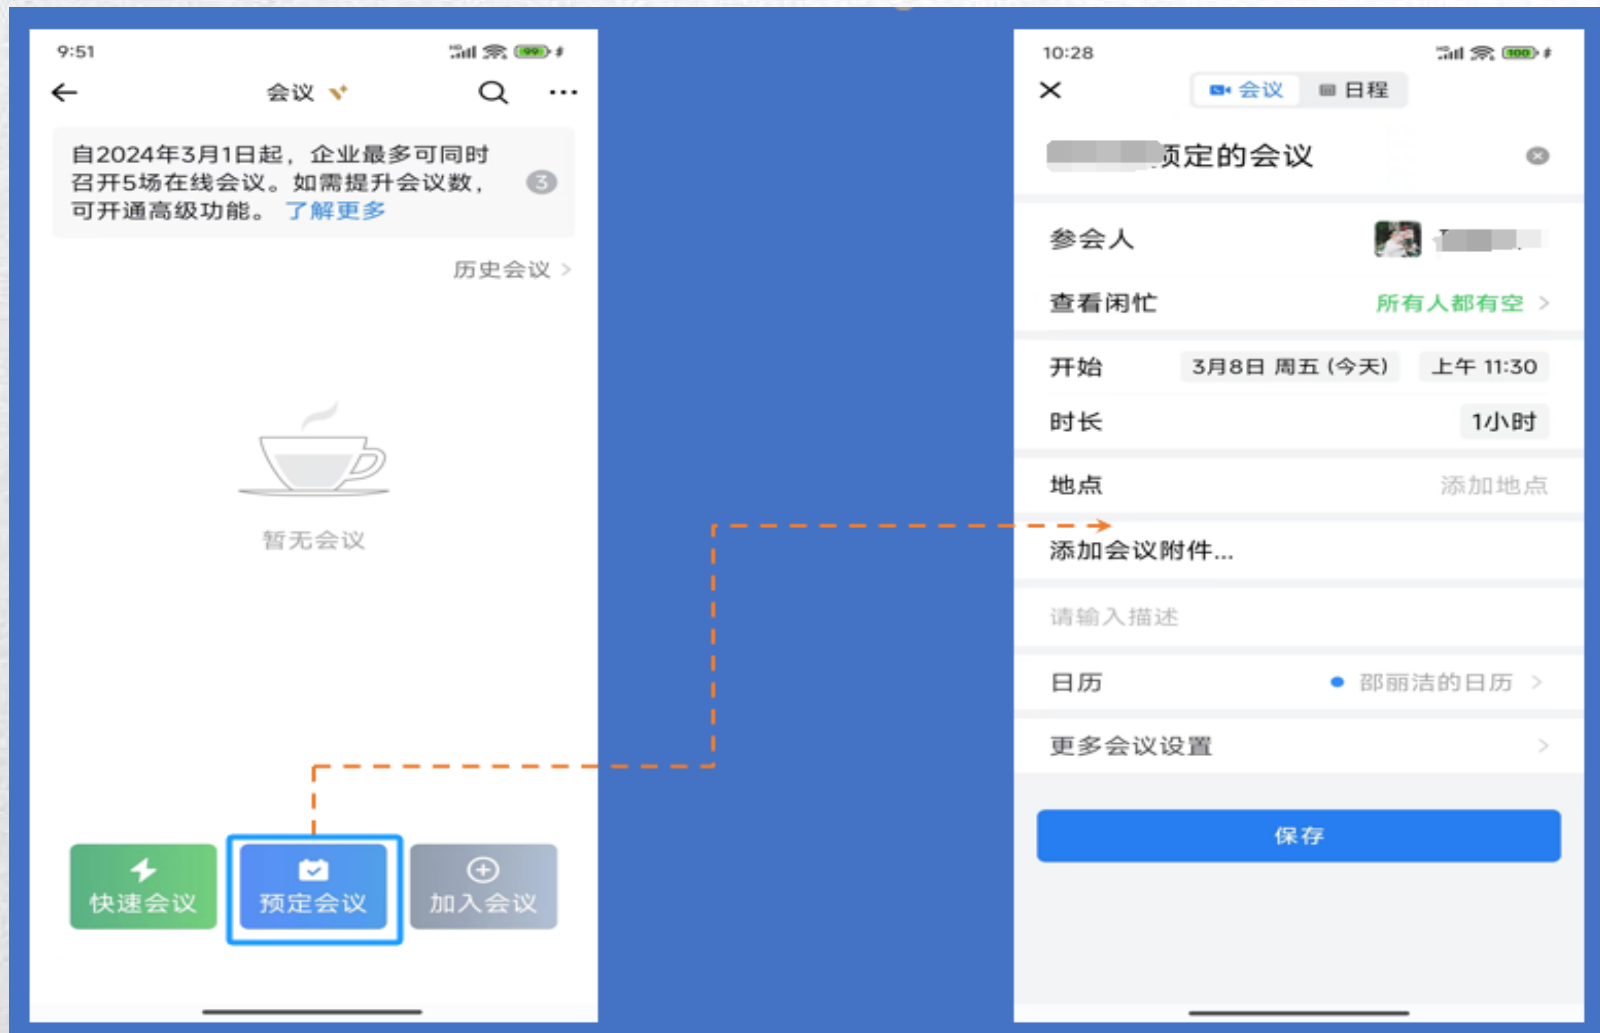 9:51
99
会议
自2024年3月1日起，企业最多可同时
召开5场在线会议。如需提升会议数，
可开通高级功能。 了解更多
3
历史会议
暂无会议
快速会议
预定会议
加入会议
10:28
100
会议
日程
预定的会议
参会人
查看闲忙
所有人都有空
开始
3月8日 周五 (今天)
上午 11:30
时长
1小时
地点
添加地点
添加会议附件...
请输入描述
日历
邵丽洁的日历
更多会议设置
保存